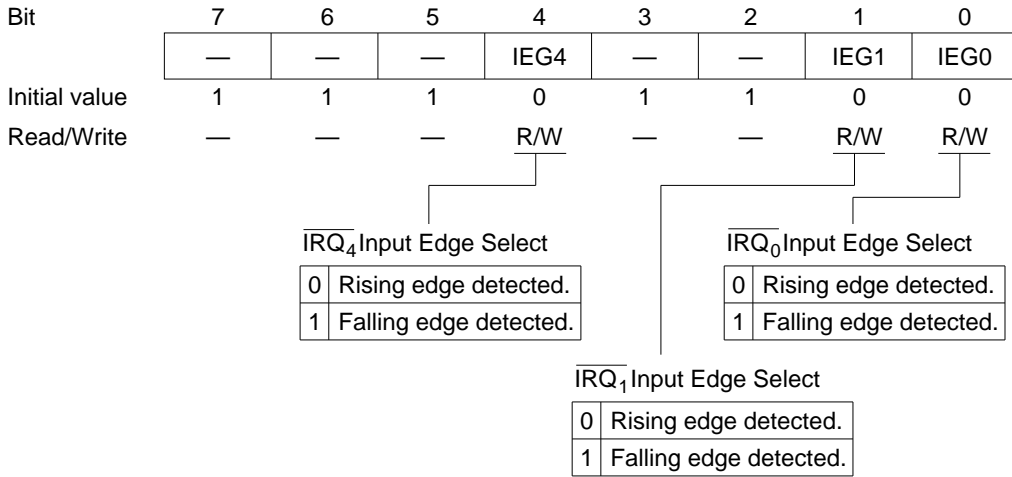 Bit 7 6 5 4 3 2 1 0
— — — IEG4 — — IEG1 IEG0
Initial value 1 1 1 0 1 1 0 0
Read/Write — — — R/W — — R/W R/W
IRQ4 Input Edge Select IRQ0 Input Edge Select
0 Rising edge detected. 0 Rising edge detected.
1 Falling edge detected. 1 Falling edge detected.
IRQ1 Input Edge Select
0 Rising edge detected.
1 Falling edge detected.